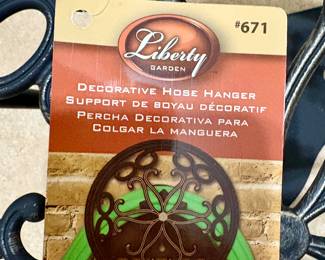 #671
Liberty
GARDEN
DECORATIVE HOSE HANGER
SUPPORT DE BOYAU DÉCORATIF
PERCHA DECORATIVA PARA
COLGAR LA MANGUERA